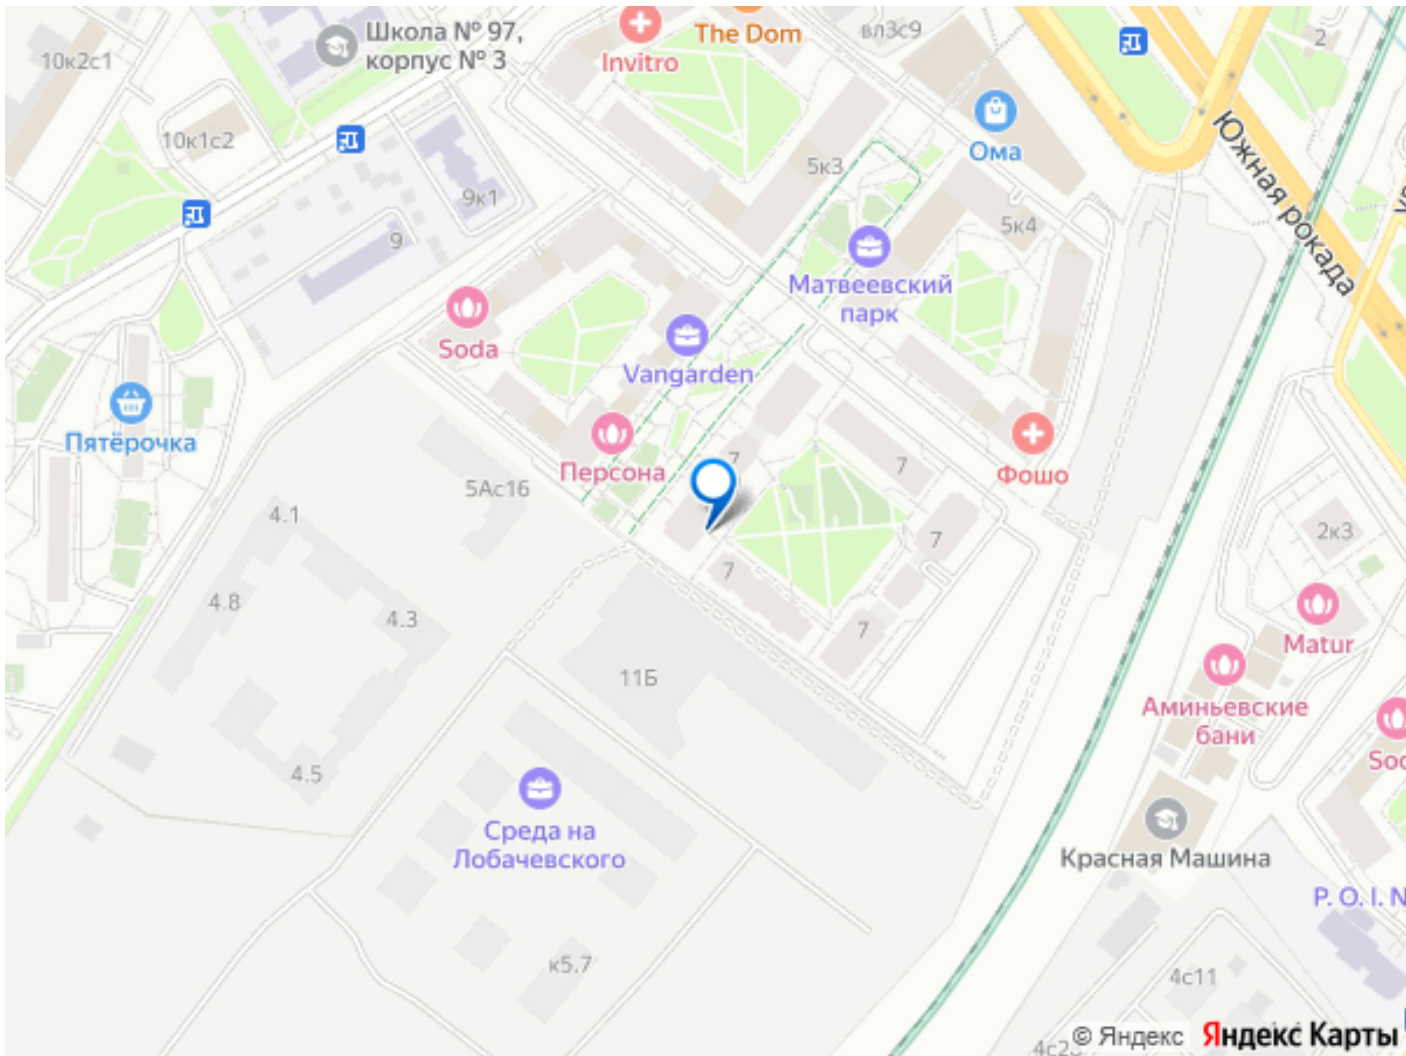 Школа № 97,
корпус № 3
The Dom
вл3с9
2
10к2с1
Invitro
Ома
10к1с2
5к3
9к1
9
5к4
Южная рокада
Матвеевский
парк
Soda
Vangarden
Пятёрочка
Персона
7
7
Фошо
5Ас16
4.1
7
2к3
7
4.8
4.3
7
Matur
11Б
Аминьевские
бани
4.5
Среда на
Лобачевского
Красная Машина
P. O. I. N
к5.7
4с11
© Яндекс
Яндекс Карты